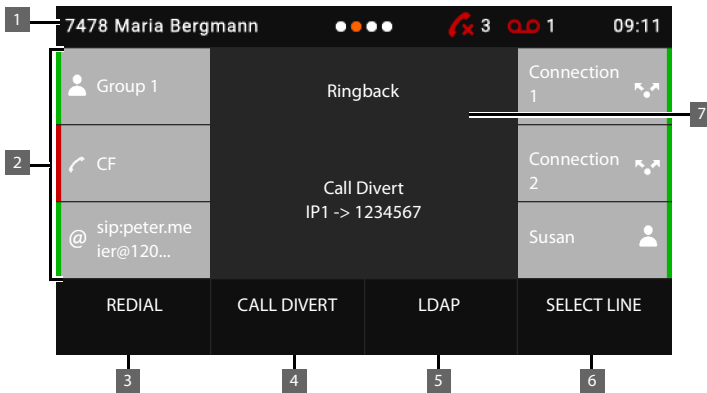 1
7478 Maria Bergmann 3 1 09:11
2
Group 1
CF
@ sip:peter.me
ier@120...
Ringback
Call Divert
IP1 -> 1234567
Connection
1
Connection
2
Susan
7
REDIAL CALL DIVERT LDAP SELECT LINE
3 4 5 6